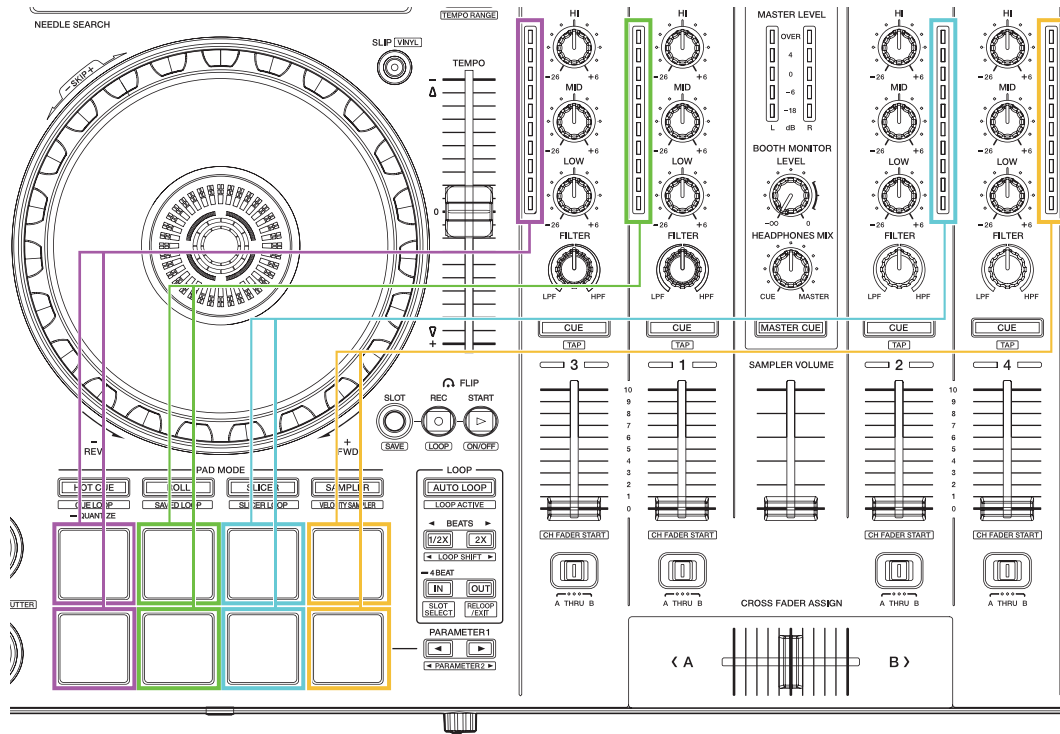 NEEDLE SEARCH
SKIP+
SLIP VINYL
TEMPO RANGE
TEMPO
−
△
0
▽
+
−
REV
+
FWD
FLIP
SLOT REC START
SAVE LOOP ON/OFF
PAD MODE
HOT CUE ROLL SLICER SAMPLER
CUE LOOP SAVED LOOP SLICER LOOP VELOCITY SAMPLER
QUANTIZE
LOOP
AUTO LOOP
LOOP ACTIVE
◄ BEATS ►
1/2X 2X
◄ LOOP SHIFT ►
4 BEAT
IN OUT
SLOT SELECT RELOOP /EXIT
PARAMETER1
◄ ►
◄ PARAMETER2 ►
UTTER
HI
−26 +6
MID
−26 +6
LOW
−26 +6
FILTER
LPF HPF
CUE
TAP
3
CH FADER START
A THRU B
HI
−26 +6
MID
−26 +6
LOW
−26 +6
FILTER
LPF HPF
CUE
TAP
1
10
9
8
7
6
5
4
3
2
1
0
CH FADER START
A THRU B
MASTER LEVEL
OVER
4
0
−6
−18
L dB R
BOOTH MONITOR
LEVEL
−∞ 0
HEADPHONES MIX
CUE MASTER
MASTER CUE
SAMPLER VOLUME
HI
−26 +6
MID
−26 +6
LOW
−26 +6
FILTER
LPF HPF
CUE
TAP
2
10
9
8
7
6
5
4
3
2
1
0
CH FADER START
A THRU B
HI
−26 +6
MID
−26 +6
LOW
−26 +6
FILTER
LPF HPF
CUE
TAP
4
CH FADER START
A THRU B
CROSS FADER ASSIGN
A B